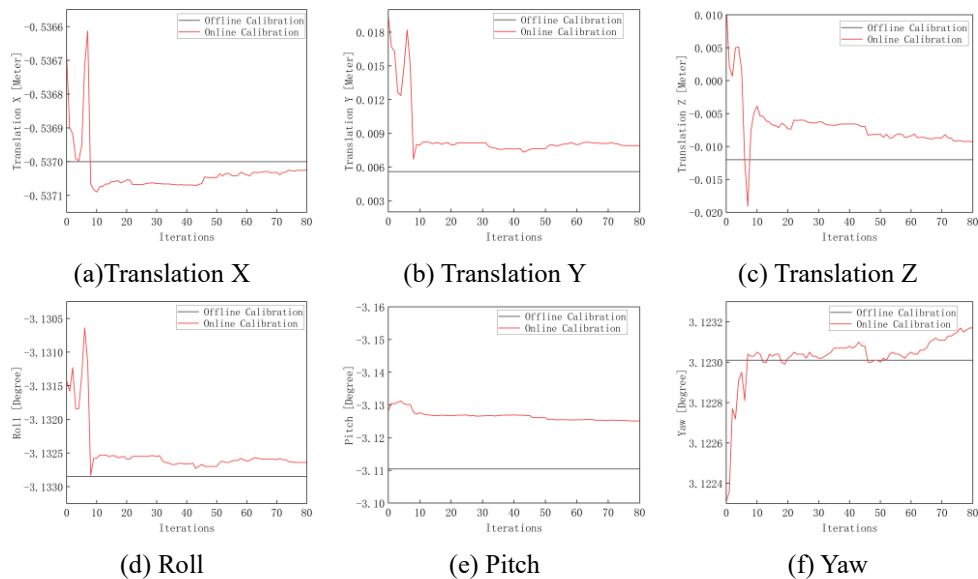 Translation X [Meter]
-0.5366
-0.5367
-0.5368
-0.5369
-0.5370
-0.5371
Offline Calibration
Online Calibration
0 10 20 30 40 50 60 70 80
Iterations
(a)Translation X
Translation Y [Meter]
0.018
0.015
0.012
0.009
0.006
0.003
Offline Calibration
Online Calibration
0 10 20 30 40 50 60 70 80
Iterations
(b) Translation Y
Translation Z [Meter]
0.010
0.005
0.000
-0.005
-0.010
-0.015
-0.020
Offline Calibration
Online Calibration
0 10 20 30 40 50 60 70 80
Iterations
(c) Translation Z
Roll [Degree]
-3.1305
-3.1310
-3.1315
-3.1320
-3.1325
-3.1330
Offline Calibration
Online Calibration
0 10 20 30 40 50 60 70 80
Iterations
(d) Roll
Pitch [Degree]
-3.16
-3.15
-3.14
-3.13
-3.12
-3.11
-3.10
Offline Calibration
Online Calibration
0 10 20 30 40 50 60 70 80
Iterations
(e) Pitch
Yaw [Degree]
3.1232
3.1230
3.1228
3.1226
3.1224
Offline Calibration
Online Calibration
0 10 20 30 40 50 60 70 80
Iterations
(f) Yaw